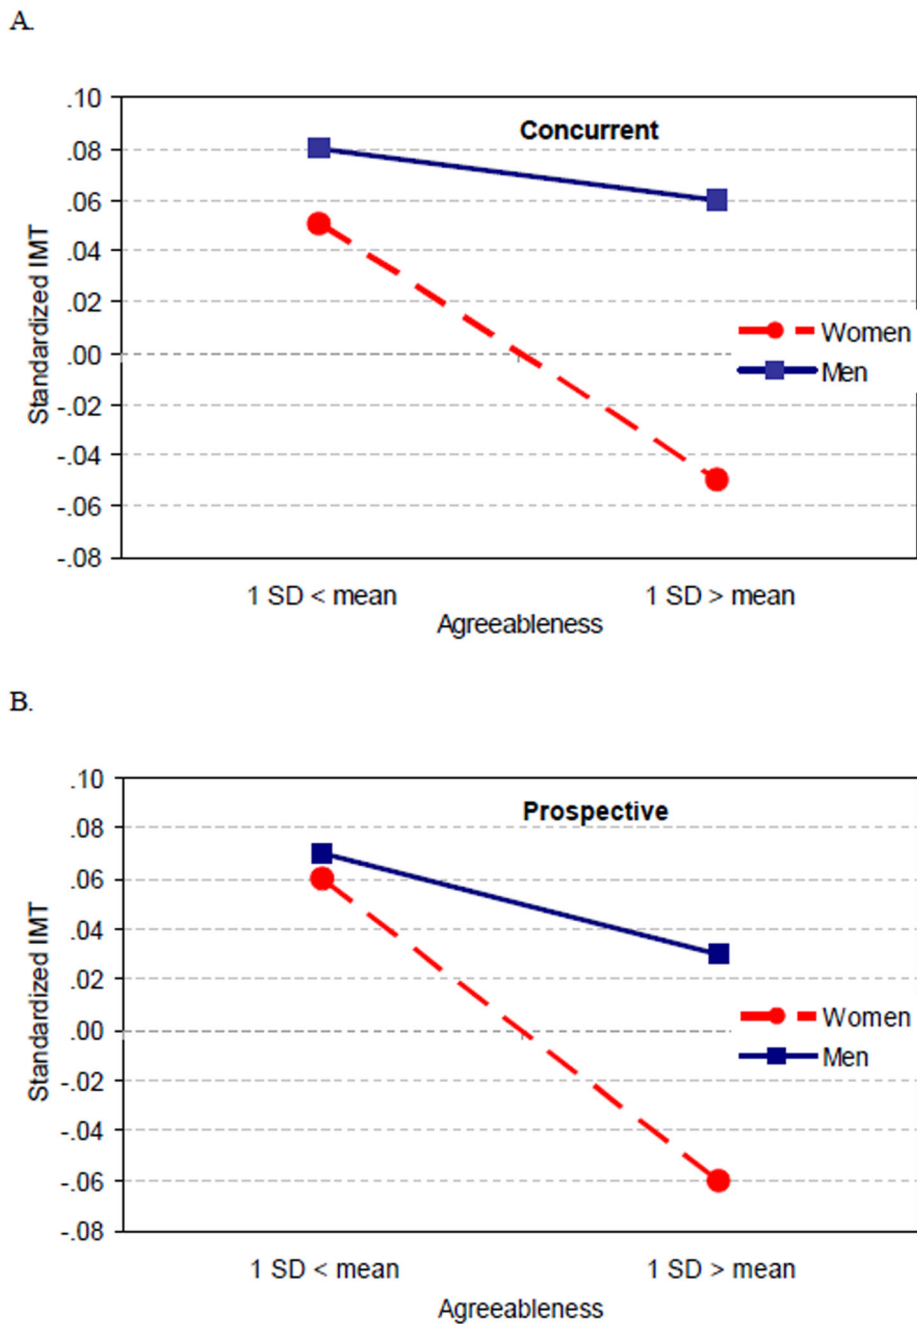 A.
Concurrent
Standardized IMT
.10
.08
.06
.04
.02
.00
-.02
-.04
-.06
-.08
Women
Men
1 SD < mean
1 SD > mean
Agreeableness
B.
Prospective
Standardized IMT
.10
.08
.06
.04
.02
.00
-.02
-.04
-.06
-.08
Women
Men
1 SD < mean
1 SD > mean
Agreeableness